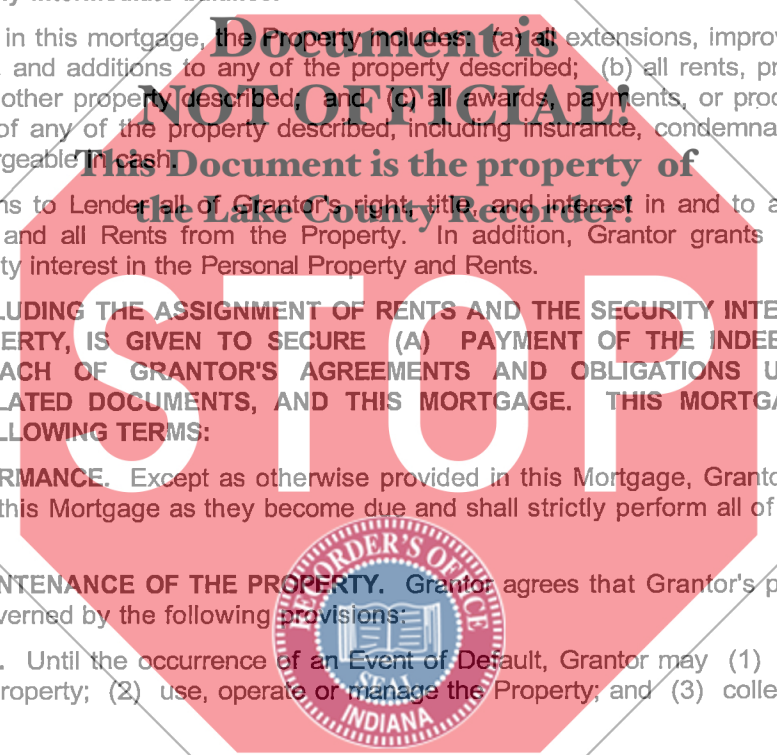 y intermediate balance.
in this mortgage, the Property includes: (a) all extensions, improv
and additions to any of the property described; (b) all rents, pr
other property described; and (c) all awards, payments, or proc
of any of the property described, including insurance, condemna
rgeable in cash.
ns to Lender all of Grantor's right, title, and interest in and to a
and all Rents from the Property. In addition, Grantor grants
ty interest in the Personal Property and Rents.
LUDING THE ASSIGNMENT OF RENTS AND THE SECURITY INTE
ERTY, IS GIVEN TO SECURE (A) PAYMENT OF THE INDEE
ACH OF GRANTOR'S AGREEMENTS AND OBLIGATIONS U
LATED DOCUMENTS, AND THIS MORTGAGE. THIS MORTGA
LLOWING TERMS:
RMANCE. Except as otherwise provided in this Mortgage, Granto
this Mortgage as they become due and shall strictly perform all of
NTENANCE OF THE PROPERTY. Grantor agrees that Grantor's p
verned by the following provisions:
. Until the occurrence of an Event of Default, Grantor may (1)
roperty; (2) use, operate or manage the Property; and (3) colle
Document is
NOT OFFICIAL!
This Document is the property of
the Lake County Recorder!
STOP
RECORDER'S OFFICE
SEAL
INDIANA